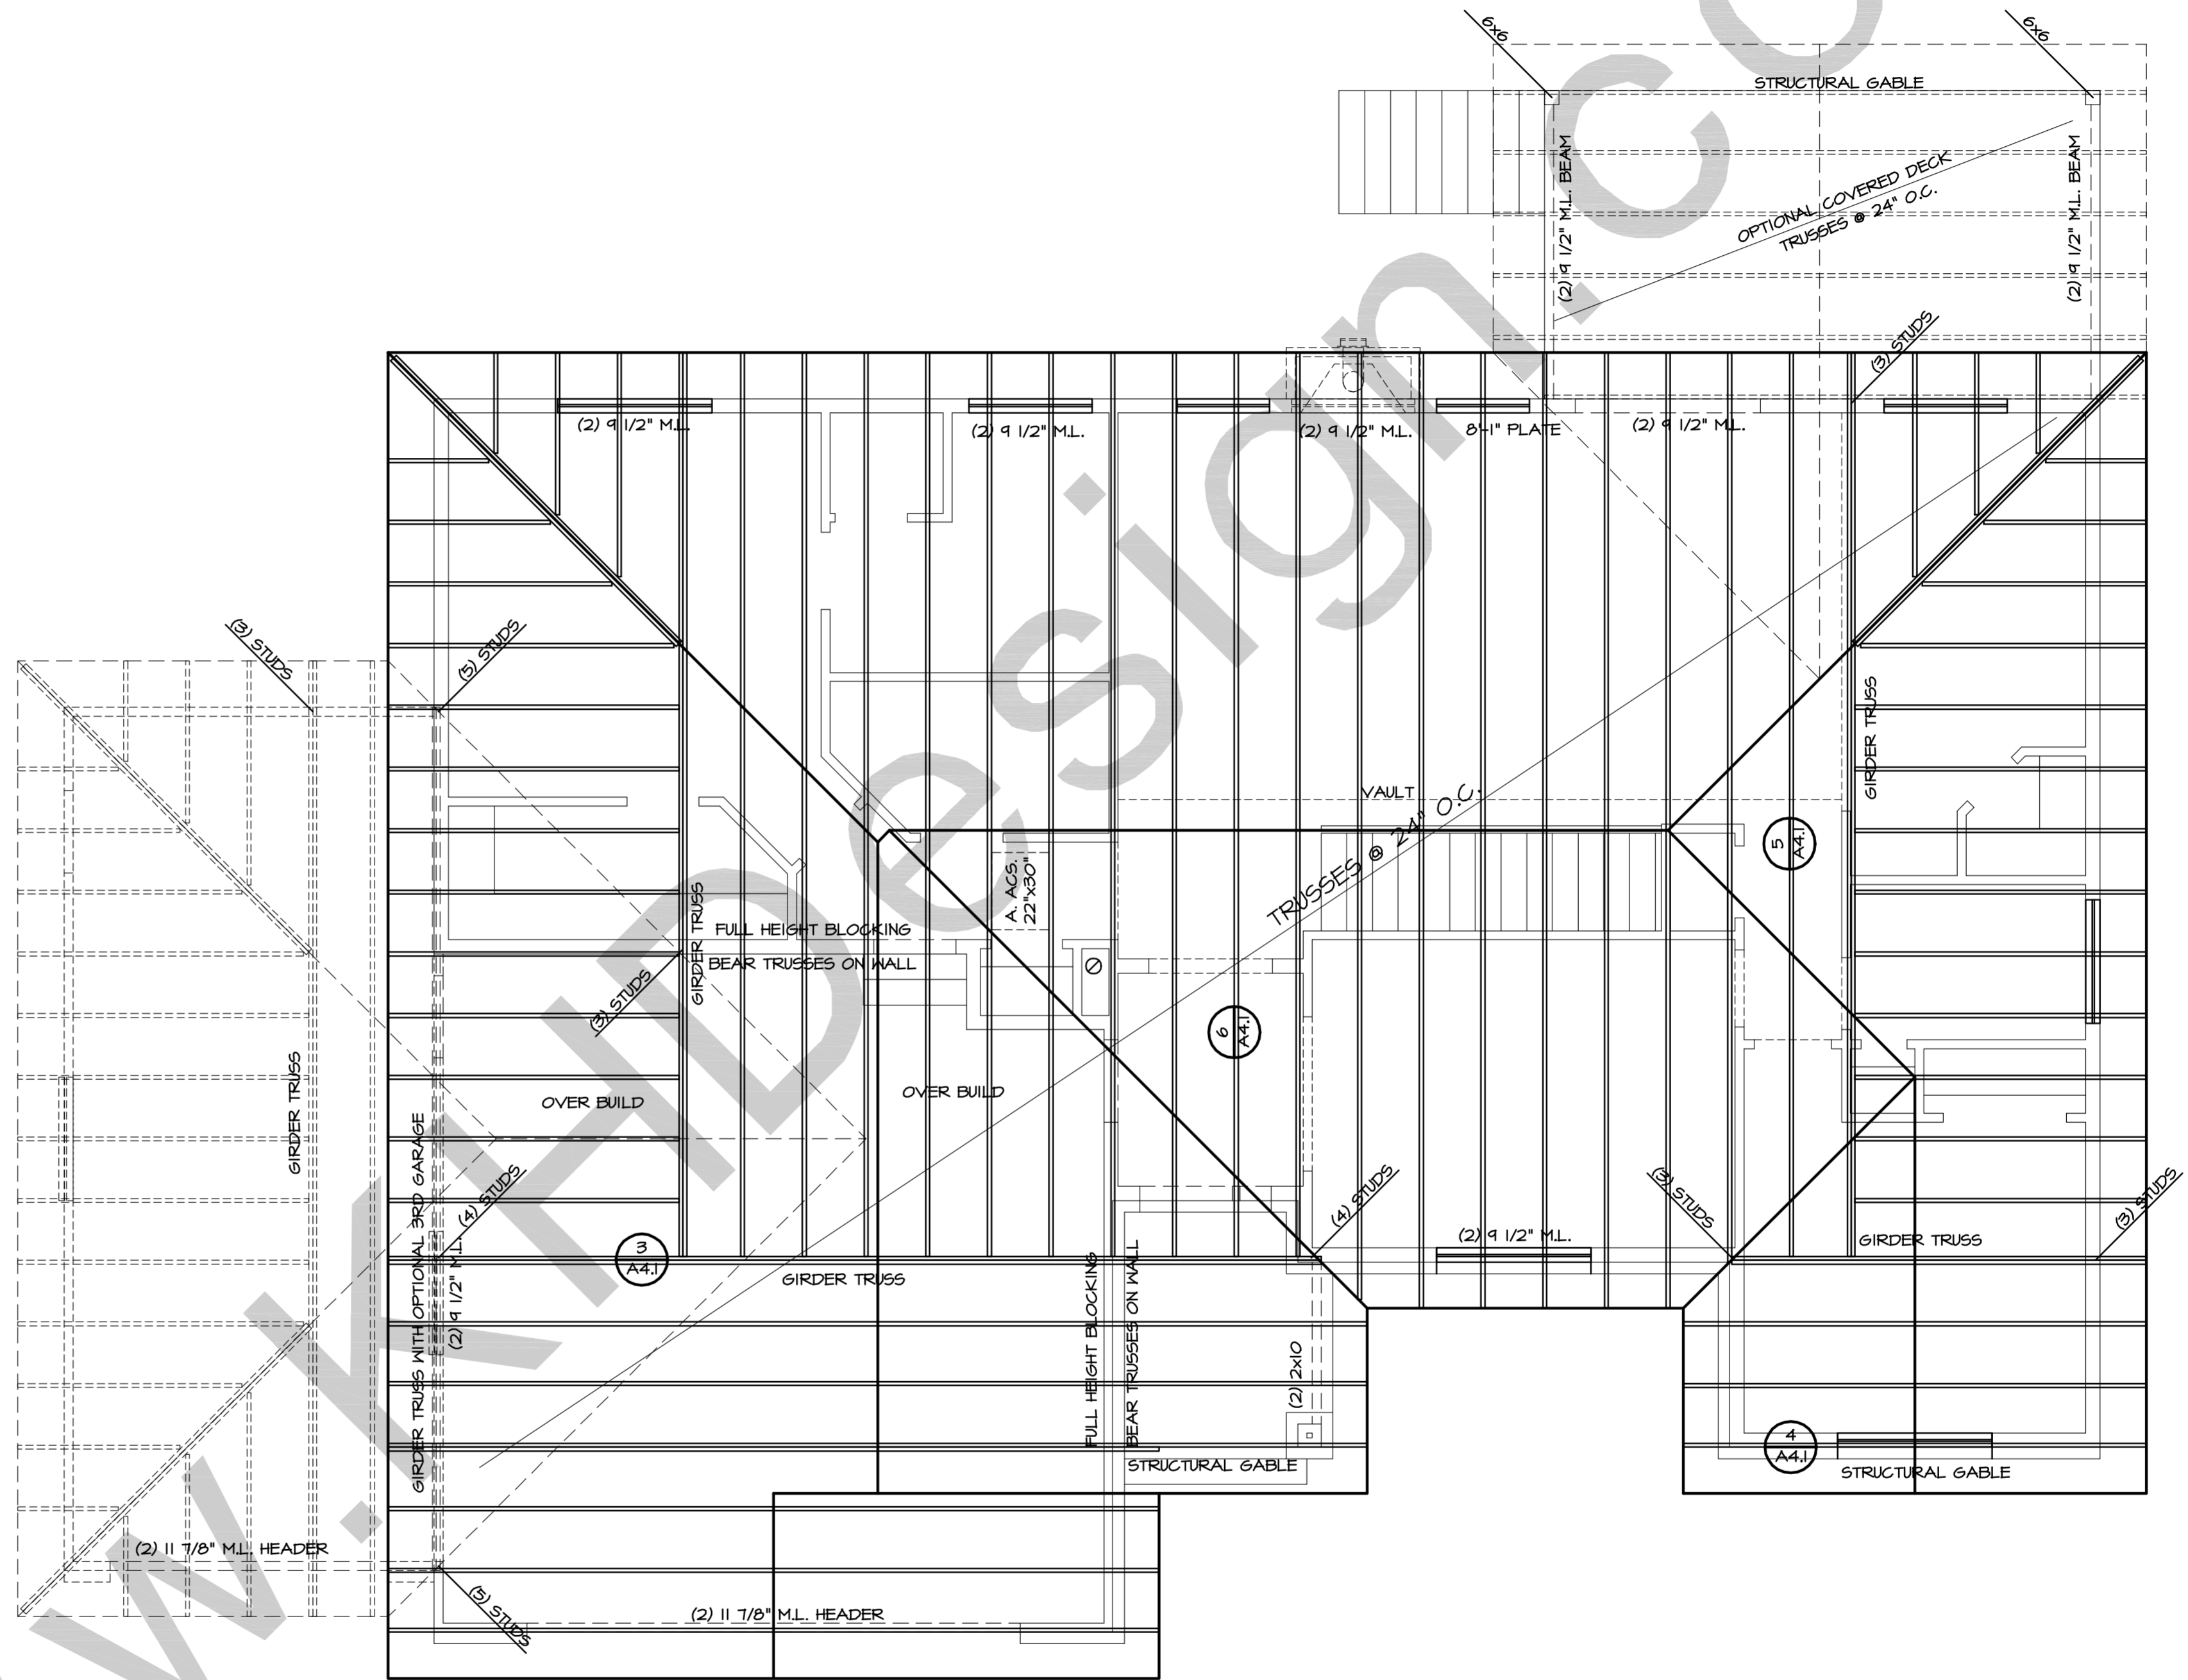 6x6
6x6
STRUCTURAL GABLE
(2) 9 1/2" M.L. BEAM
OPTIONAL COVERED DECK
TRUSSES @ 24" O.C.
(2) 9 1/2" M.L. BEAM
(3) STUDS
(2) 9 1/2" M.L.
(2) 9 1/2" M.L.
(2) 9 1/2" M.L.
8'-1" PLATE
(2) 9 1/2" M.L.
(3) STUDS
(5) STUDS
GIRDER TRUSS
VAULT
TRUSSES @ 24" O.C.
5
A4.1
A. ACS.
22"x30"
GIRDER TRUSS
FULL HEIGHT BLOCKING
BEAR TRUSSES ON WALL
(3) STUDS
6
A4.1
GIRDER TRUSS
OVER BUILD
OVER BUILD
GIRDER TRUSS WITH OPTIONAL 3RD GARAGE
(4) STUDS
(2) 9 1/2" M.L.
3
A4.1
GIRDER TRUSS
FULL HEIGHT BLOCKING
BEAR TRUSSES ON WALL
(4) STUDS
(2) 9 1/2" M.L.
(3) STUDS
(3) STUDS
GIRDER TRUSS
(2) 2x10
STRUCTURAL GABLE
4
A4.1
STRUCTURAL GABLE
(2) 11 7/8" M.L. HEADER
(5) STUDS
(2) 11 7/8" M.L. HEADER
w.KHDesign.co